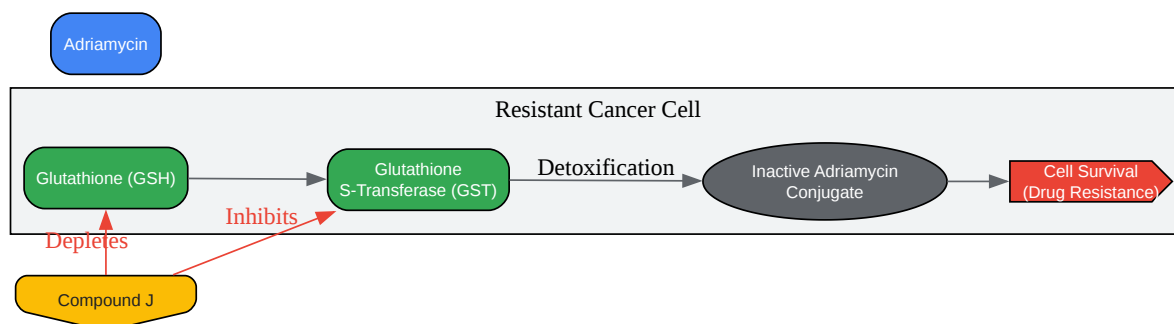 Adriamycin
Resistant Cancer Cell
Glutathione (GSH)
Glutathione
S-Transferase (GST)
Detoxification
Inactive Adriamycin
Conjugate
Cell Survival
(Drug Resistance)
Inhibits
Depletes
Compound J